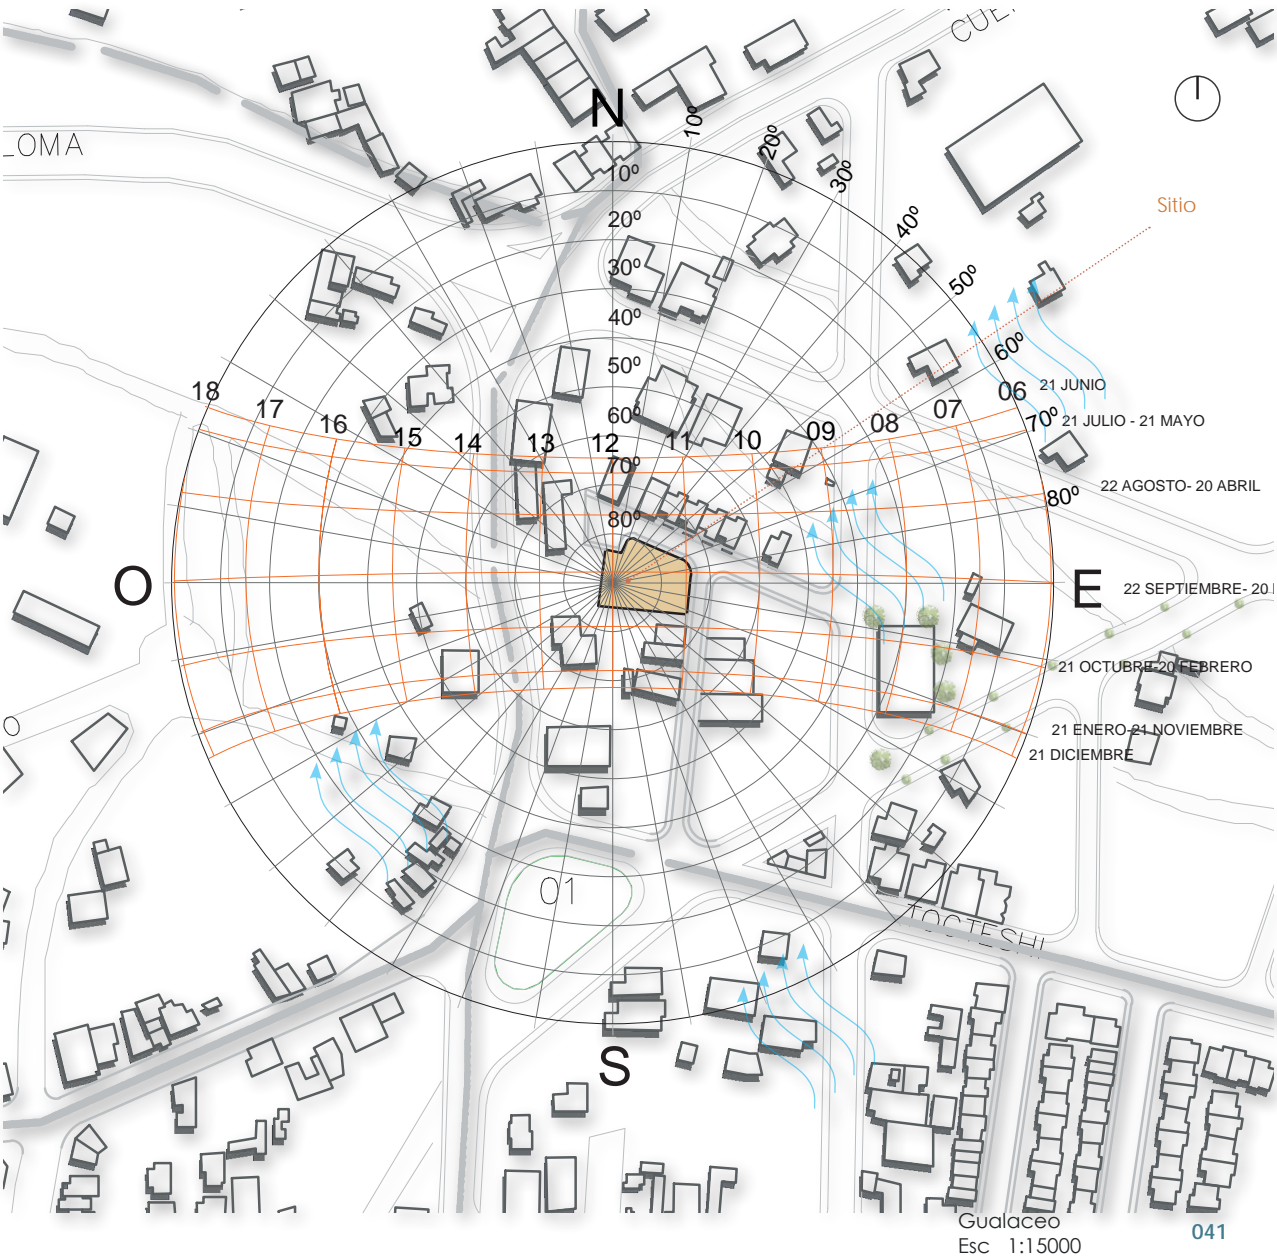 CUE
N
10º
20º
30º
40º
50º
60º
70º
80º
LOMA
Sitio
10º
20º
30º
40º
50º
60º
70º
80º
18
17
16
15
14
13
12
11
10
09
08
07
06
21 JUNIO
21 JULIO - 21 MAYO
22 AGOSTO- 20 ABRIL
O
E
22 SEPTIEMBRE- 20
21 OCTUBRE-20 FEBRERO
21 ENERO-21 NOVIEMBRE
21 DICIEMBRE
O
01
TOCTESHI
S
Gualaceo
Esc 1:15000
041